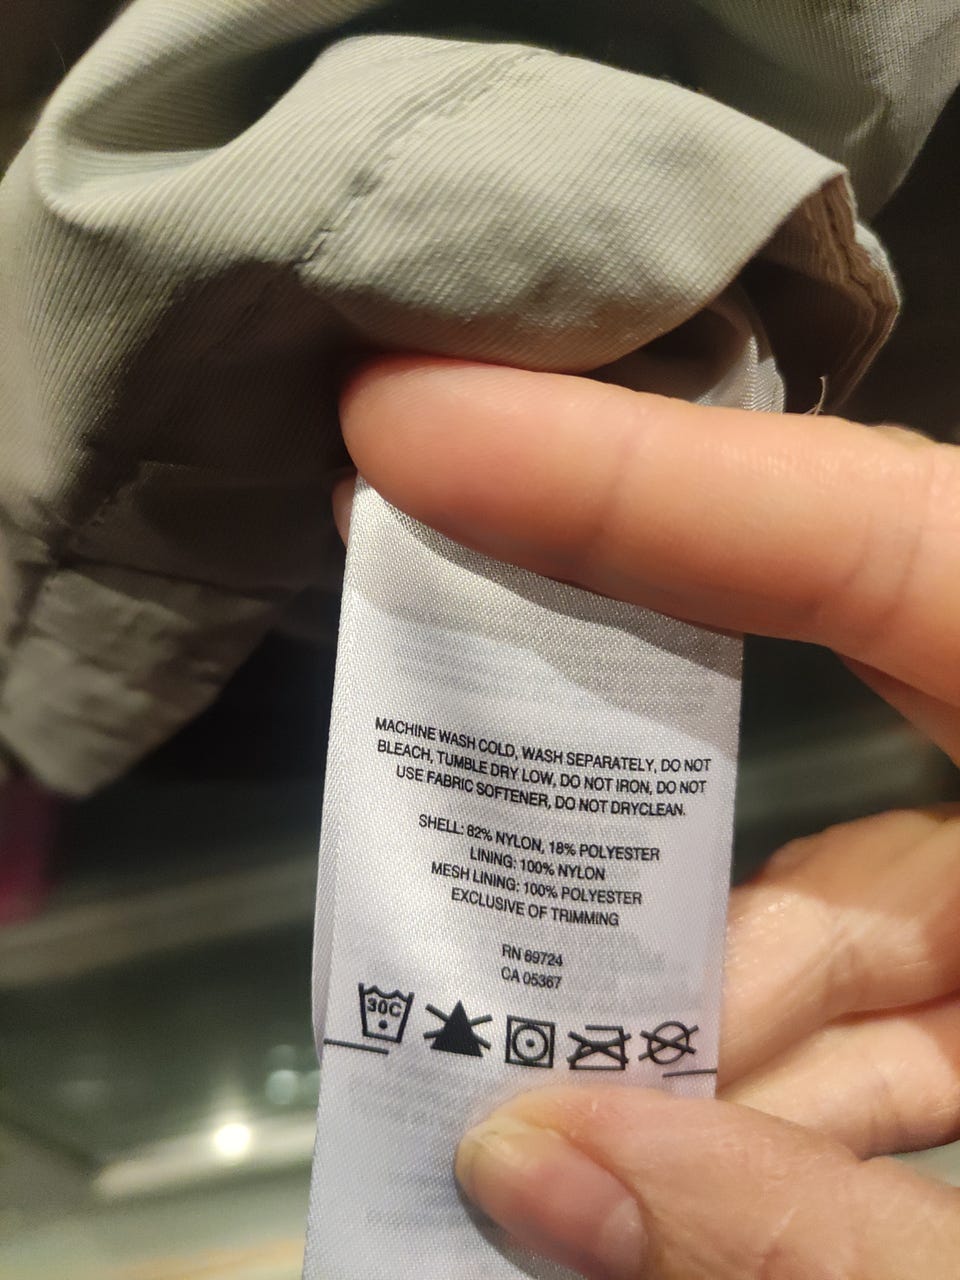 MACHINE WASH COLD, WASH SEPARATELY, DO NOT
BLEACH, TUMBLE DRY LOW, DO NOT IRON, DO NOT
USE FABRIC SOFTENER, DO NOT DRYCLEAN.
SHELL: 82% NYLON, 18% POLYESTER
LINING: 100% NYLON
MESH LINING: 100% POLYESTER
EXCLUSIVE OF TRIMMING
RN 69724
CA 05367
30C